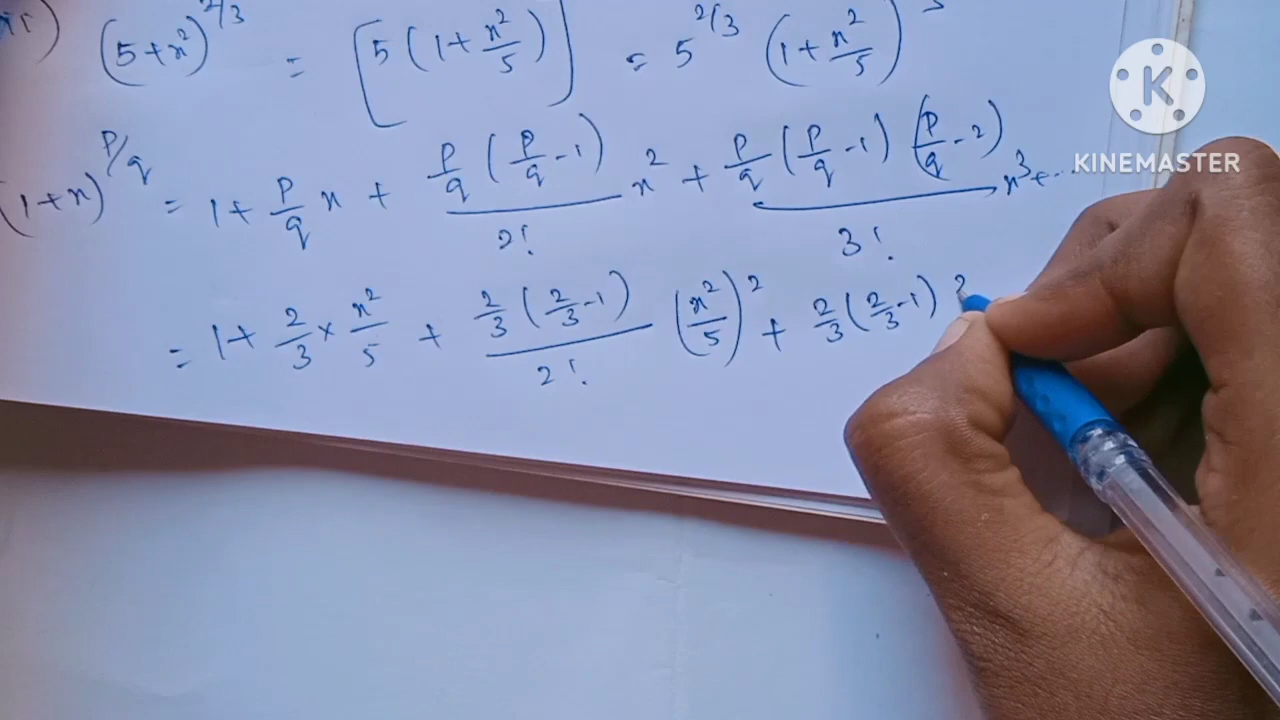 (5+x²)^2/3 = [5(1+x²/5)] = 5^2/3 (1+x²/5)
K
KINEMASTER
(1+x)^p/q = 1 + p/q x + p/q(p/q -1)/2! x² + p/q(p/q -1)(p/q -2)/3! x³+...
= 1 + 2/3 × x²/5 + 2/3(2/3 -1)/2! (x²/5)² + 2/3(2/3 -1)